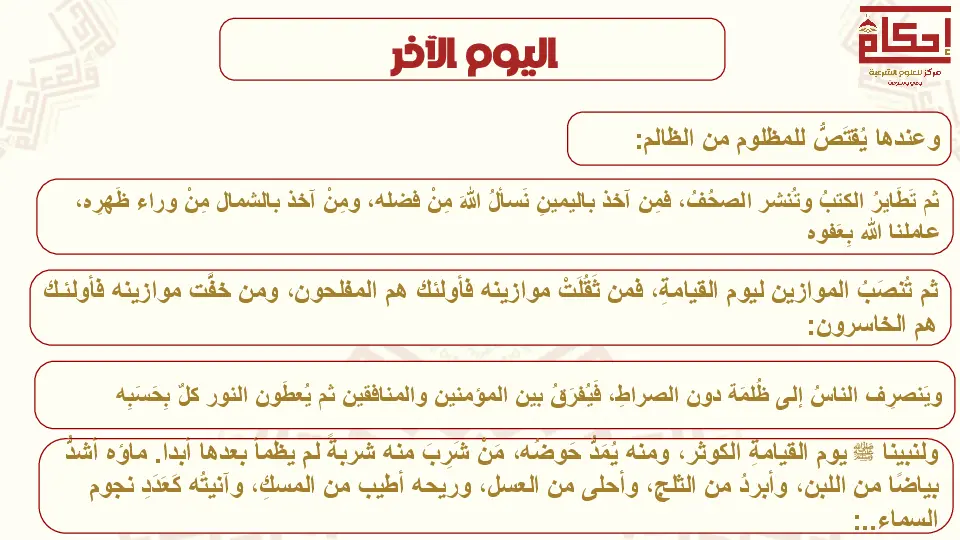 إحكام
مركز للعلوم الشرعية
اليوم الآخر
وعندها يُقتَصُّ للمظلوم من الظالم:
ثم تَطَايرُ الكتبُ وتُنشر الصحُفُ، فمِن آخذ باليمينِ نَسألُ اللهَ مِنْ فضله، ومِنْ آخذ بالشمال مِنْ وراءِ ظَهرِه،
عاملنا الله بِعَفوه
ثم تُنصَبُ الموازين ليوم القيامةِ، فمن ثَقُلَتْ موازينه فأولئك هم المفلحون، ومن خفَّت موازينه فأولئك
هم الخاسرون:
ويَنصرِف الناسُ إلى ظُلمَة دون الصراطِ، فَيُفرَقُ بين المؤمنين والمنافقين ثم يُعطَون النور كلٌ بِحَسَبِه
ولنبينا ﷺ يوم القيامةِ الكوثر، ومنه يُمَدُّ حَوضُه، مَنْ شَرِبَ منه شربةً لم يظمأ بعدها أبدا. ماؤه أشدُّ
بياضًا من اللبن، وأبردُ من الثلج، وأحلى من العسل، وريحه أطيب من المسكِ، وآنيتُه كَعَدَدِ نجوم
السماء..: